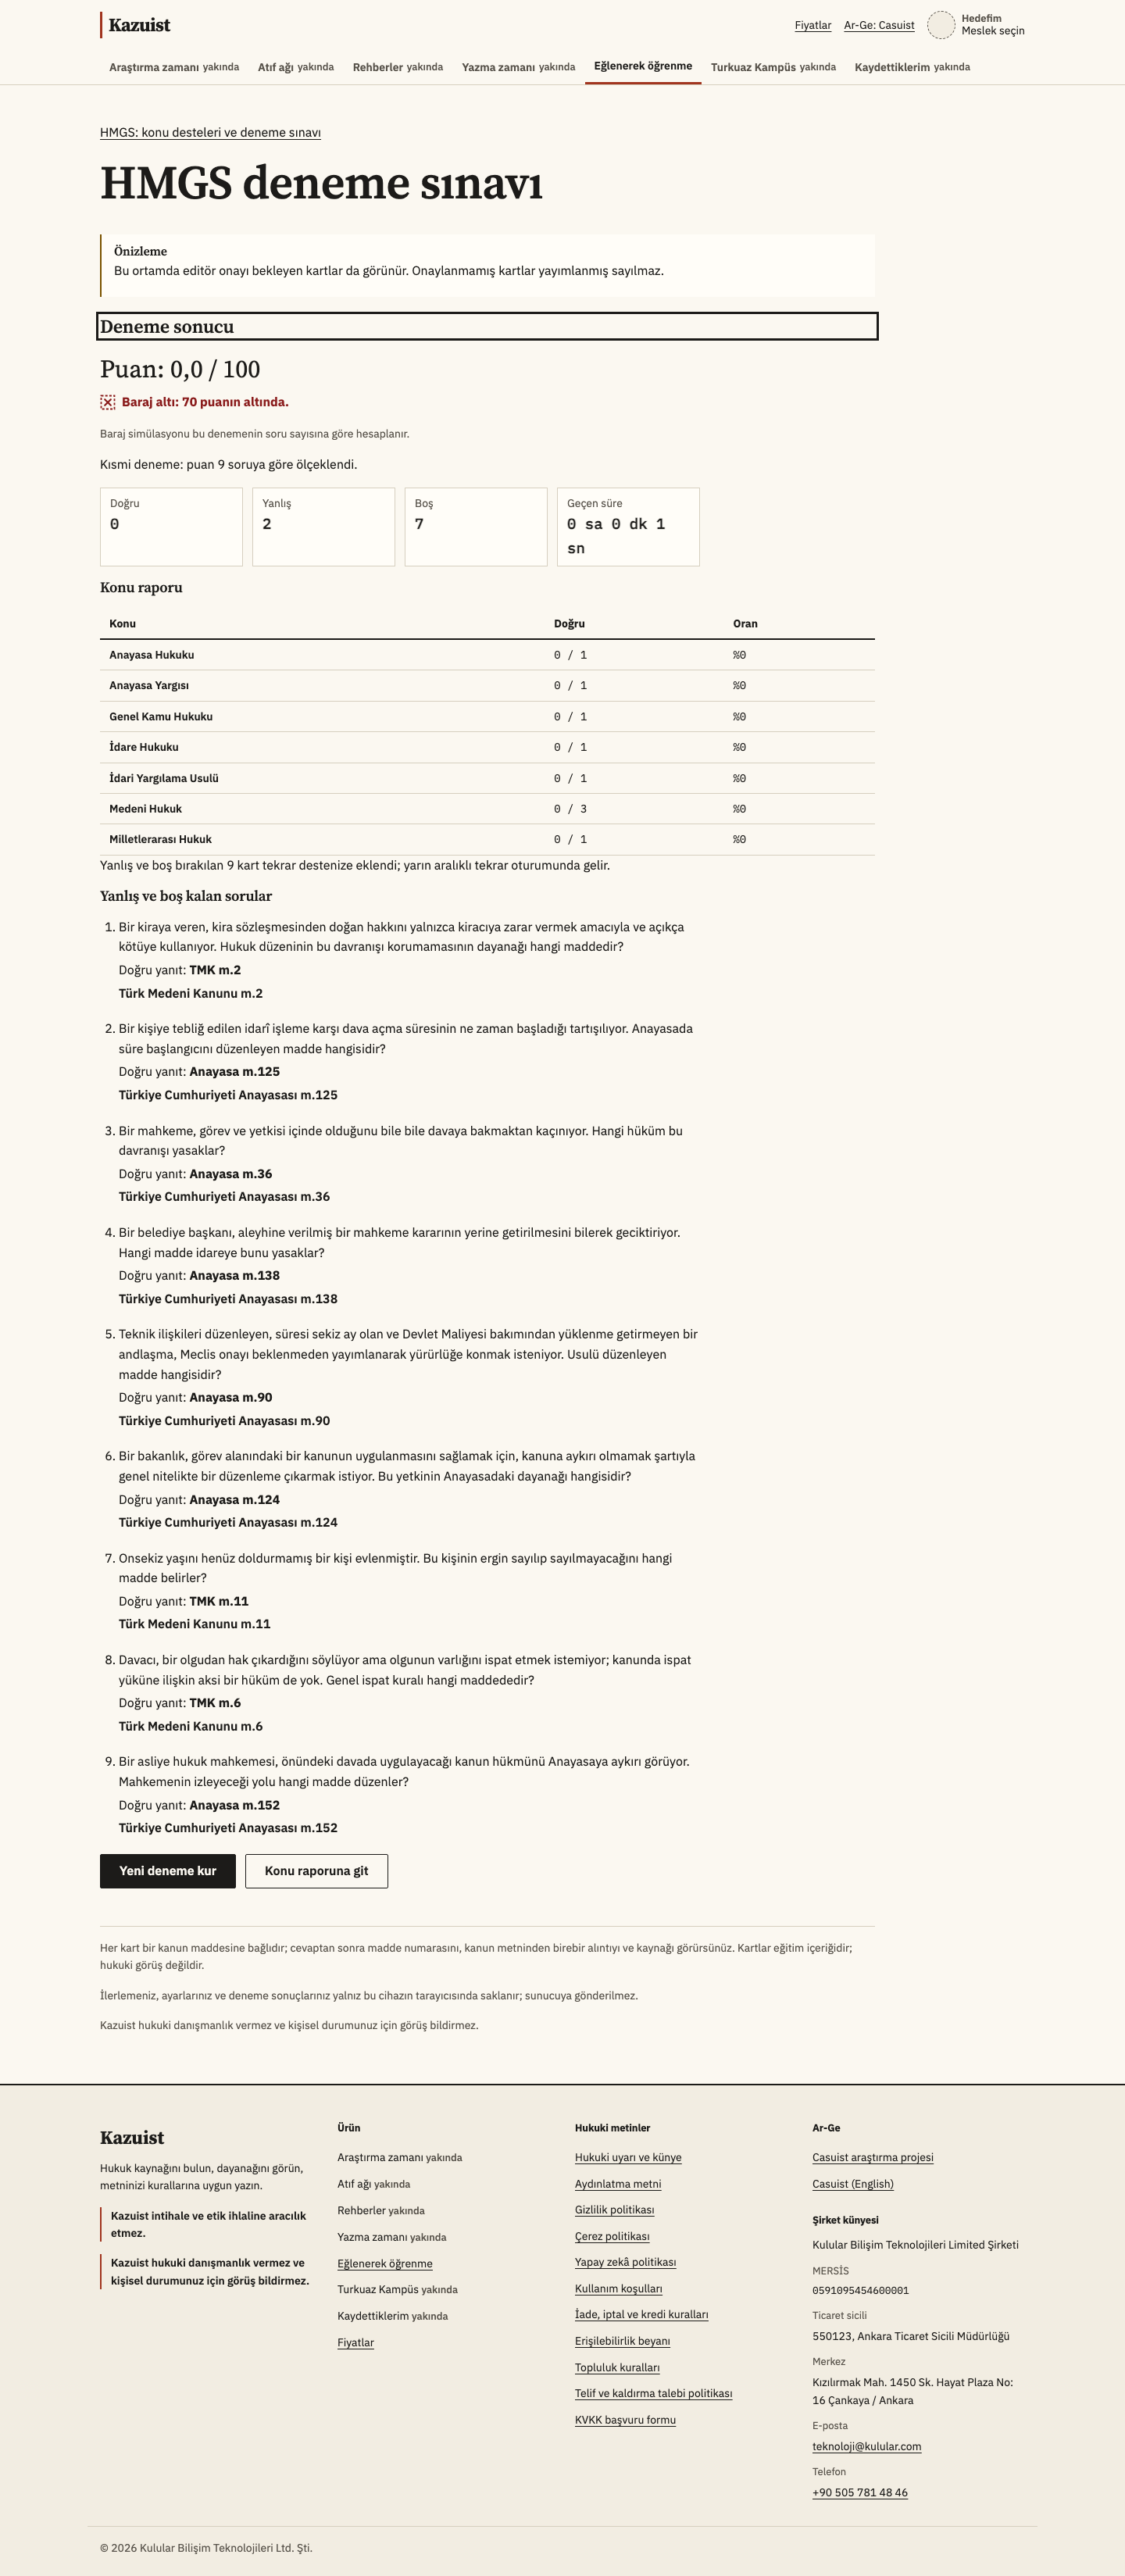 Kazuist
Fiyatlar
Ar-Ge: Casuist
Hedefim
Meslek seçin
Araştırma zamanı yakında
Atıf ağı yakında
Rehberler yakında
Yazma zamanı yakında
Eğlenerek öğrenme
Turkuaz Kampüs yakında
Kaydettiklerim yakında
HMGS: konu desteleri ve deneme sınavı
HMGS deneme sınavı
Önizleme
Bu ortamda editör onayı bekleyen kartlar da görünür. Onaylanmamış kartlar yayımlanmış sayılmaz.
Deneme sonucu
Puan: 0,0 / 100
Baraj altı: 70 puanın altında.
Baraj simülasyonu bu denemenin soru sayısına göre hesaplanır.
Kısmi deneme: puan 9 soruya göre ölçeklendi.
Doğru
0
Yanlış
2
Boş
7
Geçen süre
0 sa 0 dk 1
sn
Konu raporu
Konu Doğru Oran
Anayasa Hukuku 0 / 1 %0
Anayasa Yargısı 0 / 1 %0
Genel Kamu Hukuku 0 / 1 %0
İdare Hukuku 0 / 1 %0
İdari Yargılama Usulü 0 / 1 %0
Medeni Hukuk 0 / 3 %0
Milletlerarası Hukuk 0 / 1 %0
Yanlış ve boş bırakılan 9 kart tekrar destenize eklendi; yarın aralıklı tekrar oturumunda gelir.
Yanlış ve boş kalan sorular
1. Bir kiraya veren, kira sözleşmesinden doğan hakkını yalnızca kiracıya zarar vermek amacıyla ve açıkça
kötüye kullanıyor. Hukuk düzeninin bu davranışı korumamasının dayanağı hangi maddedir?
Doğru yanıt: TMK m.2
Türk Medeni Kanunu m.2
2. Bir kişiye tebliğ edilen idarî işleme karşı dava açma süresinin ne zaman başladığı tartışılıyor. Anayasada
süre başlangıcını düzenleyen madde hangisidir?
Doğru yanıt: Anayasa m.125
Türkiye Cumhuriyeti Anayasası m.125
3. Bir mahkeme, görev ve yetkisi içinde olduğunu bile bile davaya bakmaktan kaçınıyor. Hangi hüküm bu
davranışı yasaklar?
Doğru yanıt: Anayasa m.36
Türkiye Cumhuriyeti Anayasası m.36
4. Bir belediye başkanı, aleyhine verilmiş bir mahkeme kararının yerine getirilmesini bilerek geciktiriyor.
Hangi madde idareye bunu yasaklar?
Doğru yanıt: Anayasa m.138
Türkiye Cumhuriyeti Anayasası m.138
5. Teknik ilişkileri düzenleyen, süresi sekiz ay olan ve Devlet Maliyesi bakımından yüklenme getirmeyen bir
andlaşma, Meclis onayı beklenmeden yayımlanarak yürürlüğe konmak isteniyor. Usulü düzenleyen
madde hangisidir?
Doğru yanıt: Anayasa m.90
Türkiye Cumhuriyeti Anayasası m.90
6. Bir bakanlık, görev alanındaki bir kanunun uygulanmasını sağlamak için, kanuna aykırı olmamak şartıyla
genel nitelikte bir düzenleme çıkarmak istiyor. Bu yetkinin Anayasadaki dayanağı hangisidir?
Doğru yanıt: Anayasa m.124
Türkiye Cumhuriyeti Anayasası m.124
7. Onsekiz yaşını henüz doldurmamış bir kişi evlenmiştir. Bu kişinin ergin sayılıp sayılmayacağını hangi
madde belirler?
Doğru yanıt: TMK m.11
Türk Medeni Kanunu m.11
8. Davacı, bir olgudan hak çıkardığını söylüyor ama olgunun varlığını ispat etmek istemiyor; kanunda ispat
yüküne ilişkin aksi bir hüküm de yok. Genel ispat kuralı hangi maddededir?
Doğru yanıt: TMK m.6
Türk Medeni Kanunu m.6
9. Bir asliye hukuk mahkemesi, önündeki davada uygulayacağı kanun hükmünü Anayasaya aykırı görüyor.
Mahkemenin izleyeceği yolu hangi madde düzenler?
Doğru yanıt: Anayasa m.152
Türkiye Cumhuriyeti Anayasası m.152
Yeni deneme kur
Konu raporuna git
Her kart bir kanun maddesine bağlıdır; cevaptan sonra madde numarasını, kanun metninden birebir alıntıyı ve kaynağı görürsünüz. Kartlar eğitim içeriğidir;
hukuki görüş değildir.
İlerlemeniz, ayarlarınız ve deneme sonuçlarınız yalnız bu cihazın tarayıcısında saklanır; sunucuya gönderilmez.
Kazuist hukuki danışmanlık vermez ve kişisel durumunuz için görüş bildirmez.
Kazuist
Hukuk kaynağını bulun, dayanağını görün,
metninizi kurallarına uygun yazın.
Kazuist intihale ve etik ihlaline aracılık
etmez.
Kazuist hukuki danışmanlık vermez ve
kişisel durumunuz için görüş bildirmez.
Ürün
Araştırma zamanı yakında
Atıf ağı yakında
Rehberler yakında
Yazma zamanı yakında
Eğlenerek öğrenme
Turkuaz Kampüs yakında
Kaydettiklerim yakında
Fiyatlar
Hukuki metinler
Hukuki uyarı ve künye
Aydınlatma metni
Gizlilik politikası
Çerez politikası
Yapay zekâ politikası
Kullanım koşulları
İade, iptal ve kredi kuralları
Erişilebilirlik beyanı
Topluluk kuralları
Telif ve kaldırma talebi politikası
KVKK başvuru formu
Ar-Ge
Casuist araştırma projesi
Casuist (English)
Şirket künyesi
Kulular Bilişim Teknolojileri Limited Şirketi
MERSİS
0591095454600001
Ticaret sicili
550123, Ankara Ticaret Sicili Müdürlüğü
Merkez
Kızılırmak Mah. 1450 Sk. Hayat Plaza No:
16 Çankaya / Ankara
E-posta
teknoloji@kulular.com
Telefon
+90 505 781 48 46
© 2026 Kulular Bilişim Teknolojileri Ltd. Şti.